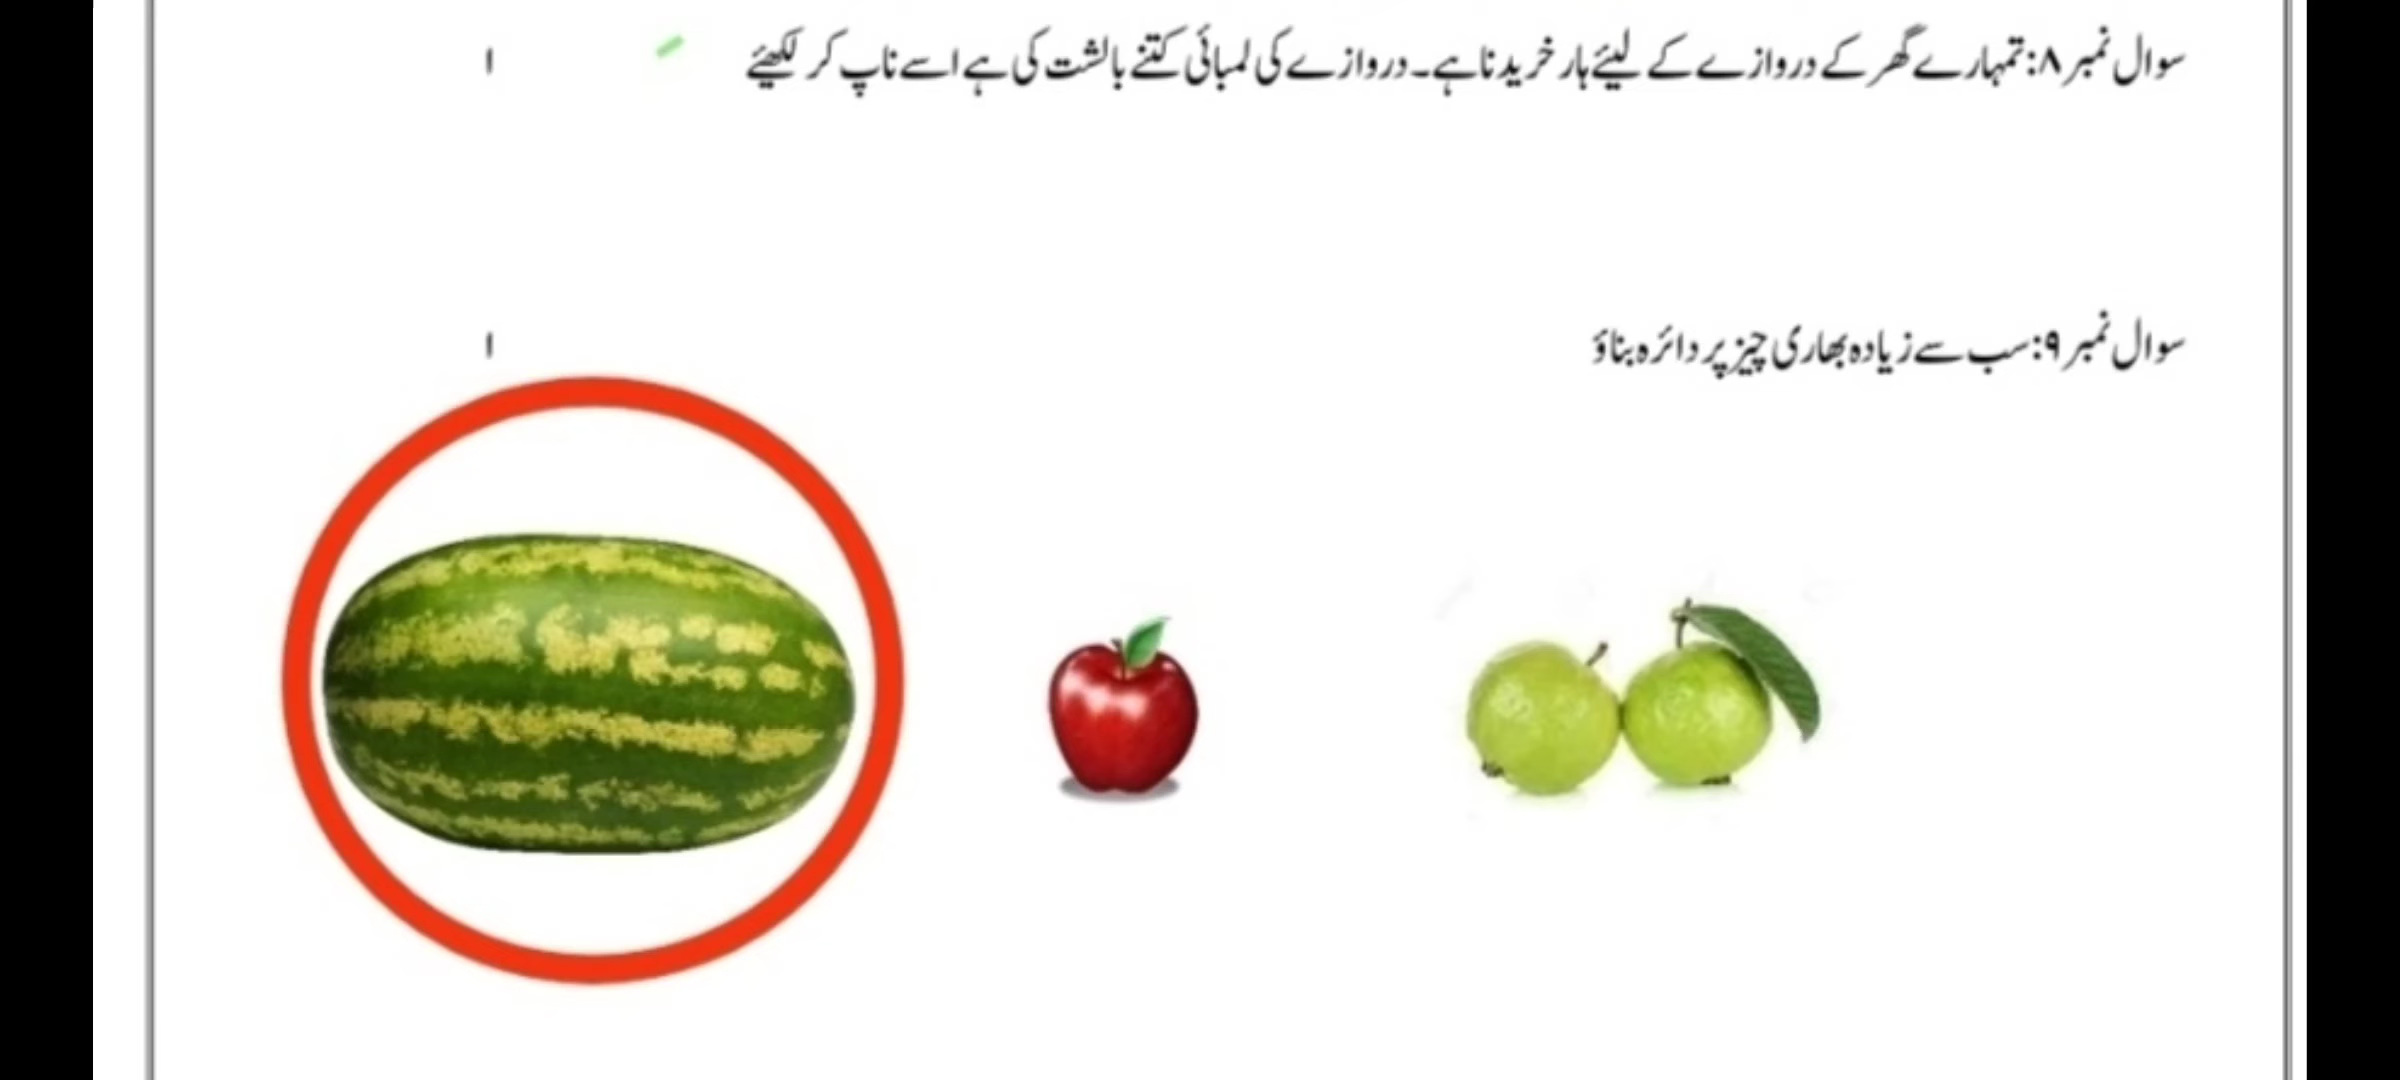 سوال نمبر ۸: تمہارے گھر کے دروازے کے لیئے ہار خریدنا ہے۔ دروازے کی لمبائی کتنے بالشت کی ہے اسے ناپ کر لکھیئے ۱
سوال نمبر ۹: سب سے زیادہ بھاری چیز پر دائرہ بناؤ ۱